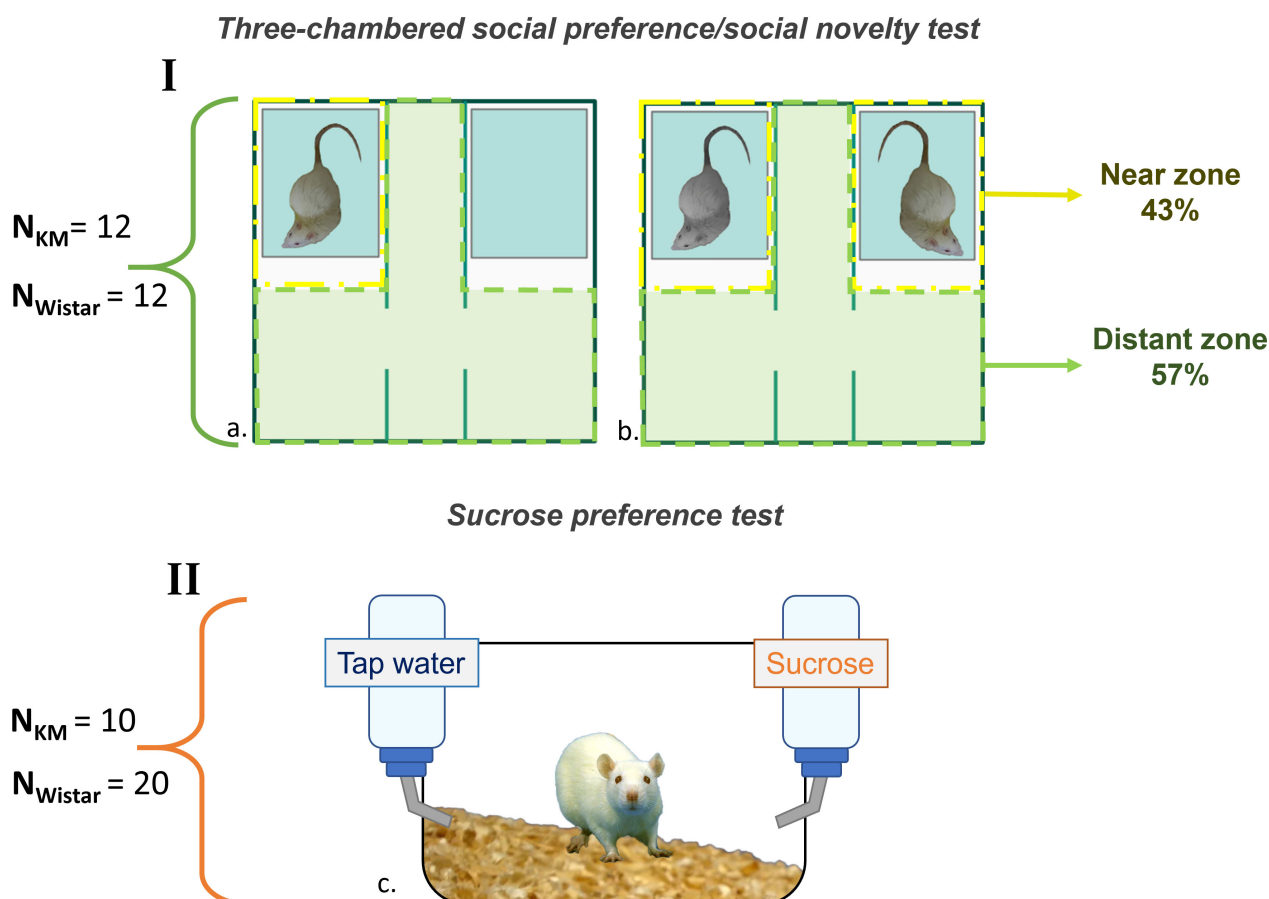 Three-chambered social preference/social novelty test
I
N_KM = 12
N_Wistar = 12
a.
b.
Near zone
43%
Distant zone
57%
Sucrose preference test
II
N_KM = 10
N_Wistar = 20
Tap water
Sucrose
c.